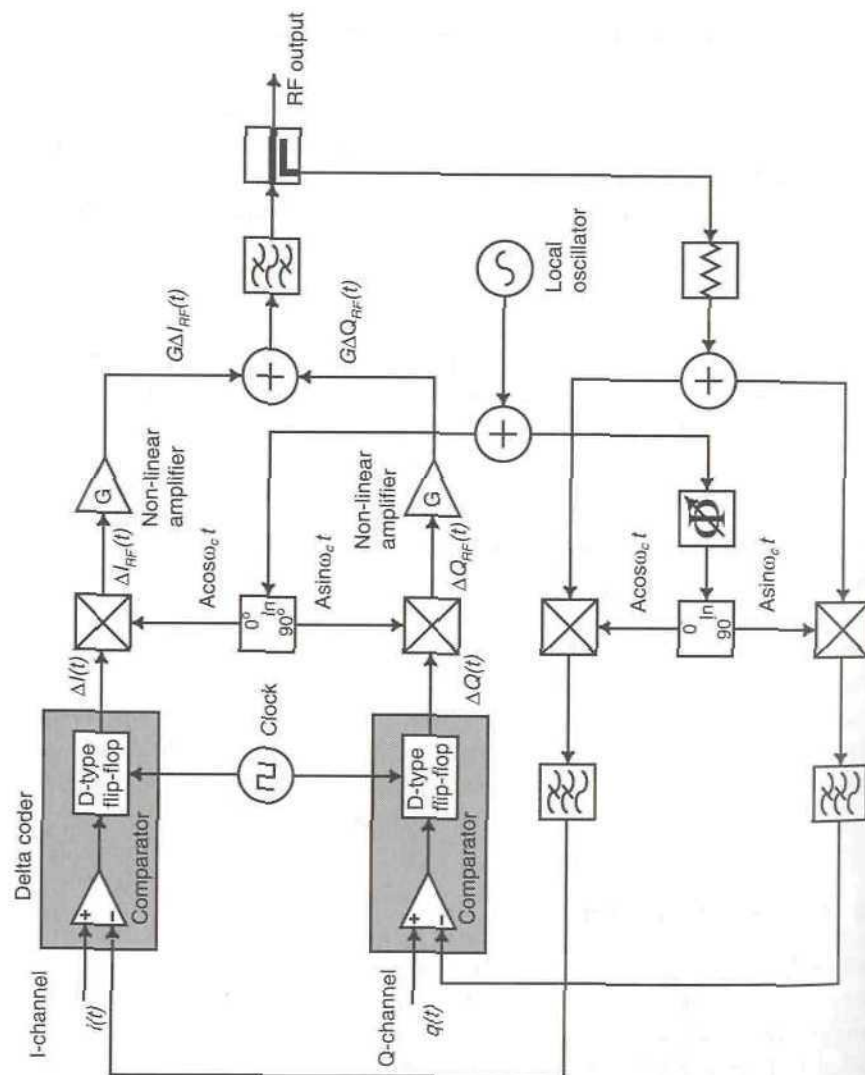 Delta coder
I-channel
i(t)
+
−
Comparator
D-type
flip-flop
ΔI(t)
ΔI_RF(t)
G
Non-linear
amplifier
GΔI_RF(t)
Acosω_c t
0°
In
90°
Asinω_c t
Clock
+
RF output
Q-channel
q(t)
+
−
Comparator
D-type
flip-flop
ΔQ(t)
ΔQ_RF(t)
G
Non-linear
amplifier
GΔQ_RF(t)
+
Local
oscillator
Φ
Acosω_c t
0
In
90
Asinω_c t
+